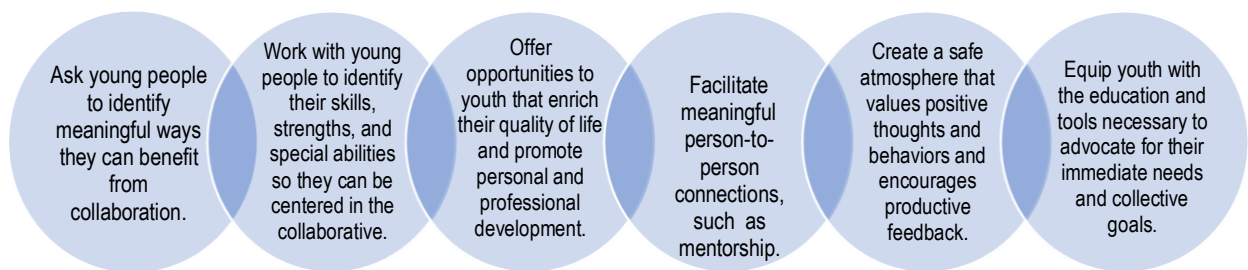 Ask young people
to identify
meaningful ways
they can benefit
from
collaboration.
Work with young
people to identify
their skills,
strengths, and
special abilities
so they can be
centered in the
collaborative.
Offer
opportunities to
youth that enrich
their quality of life
and promote
personal and
professional
development.
Facilitate
meaningful
person-to-
person
connections,
such as
mentorship.
Create a safe
atmosphere that
values positive
thoughts and
behaviors and
encourages
productive
feedback.
Equip youth with
the education and
tools necessary to
advocate for their
immediate needs
and collective
goals.